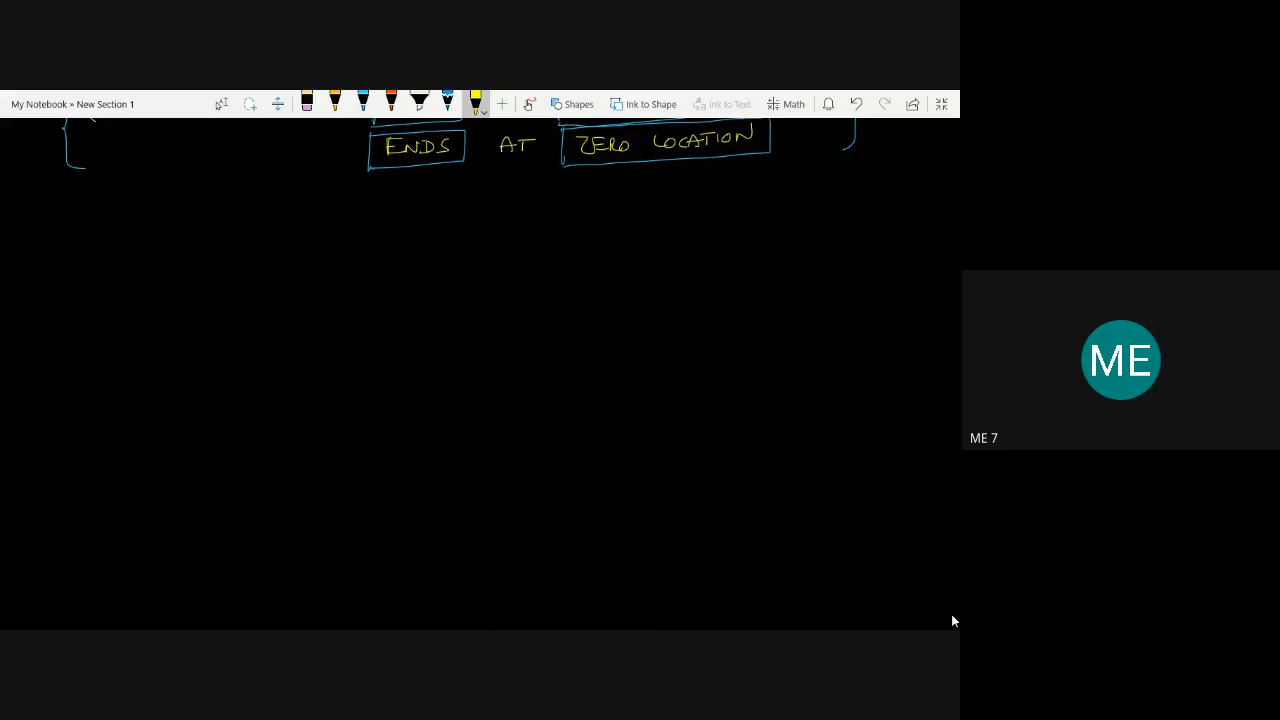 My Notebook » New Section 1
Shapes
Ink to Shape
Ink to Text
Math
ENDS AT ZERO LOCATION
ME
ME 7